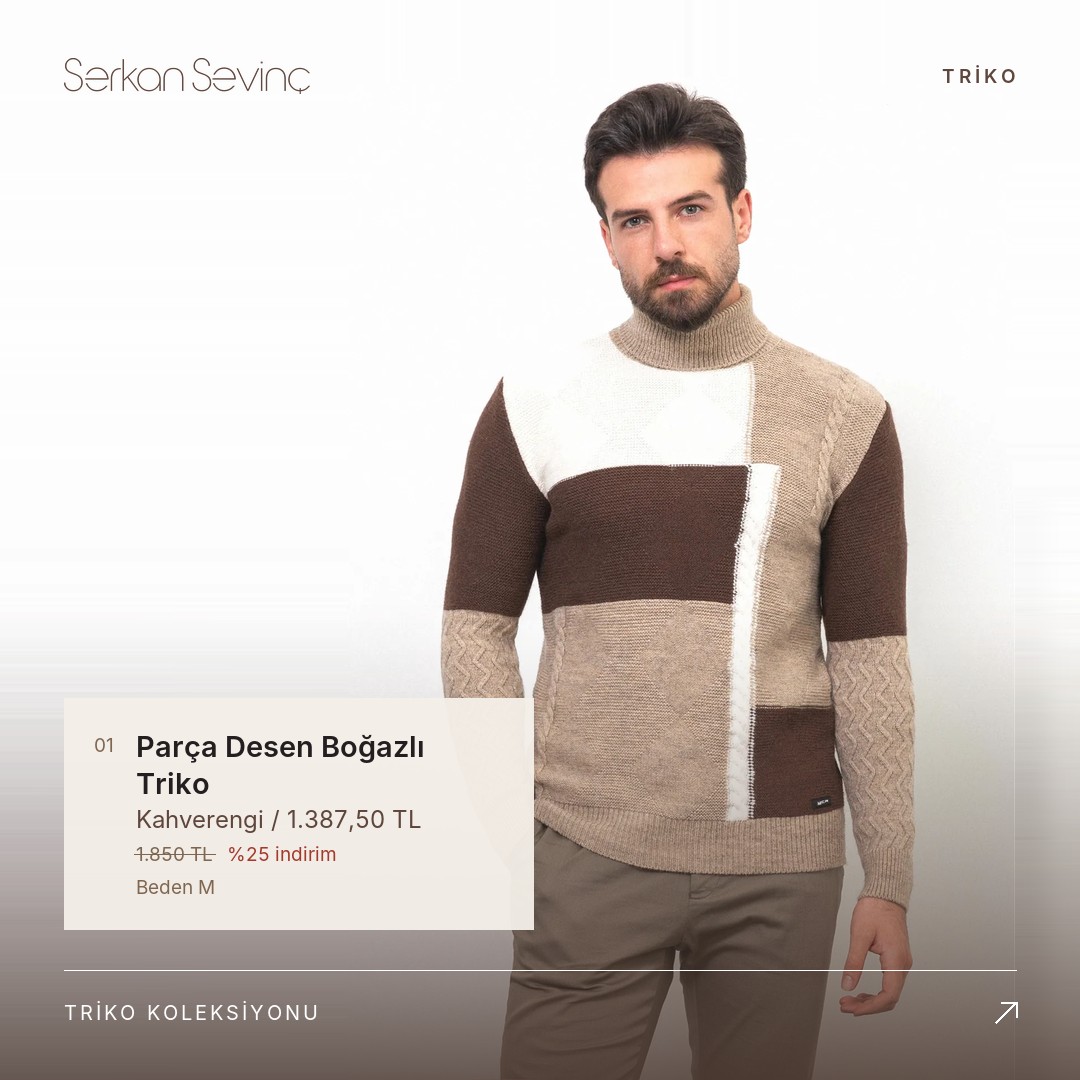 Serkan Sevinç
TRİKO
01
Parça Desen Boğazlı
Triko
Kahverengi / 1.387,50 TL
1.850 TL %25 indirim
Beden M
TRİKO KOLEKSİYONU